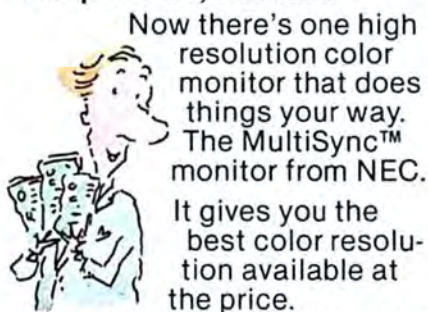 Now there's one high
resolution color
monitor that does
things your way.
The MultiSync™
monitor from NEC.
It gives you the
best color resolu-
tion available at
the price.